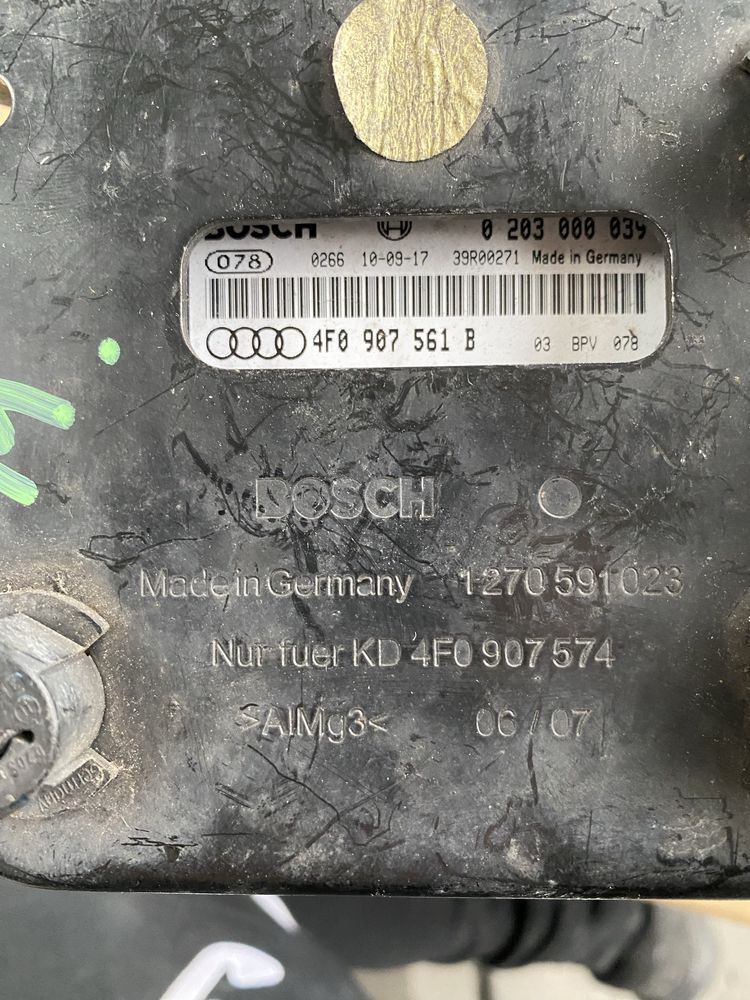 BOSCH 0 203 000 039
078 0266 10-09-17 39R00271 Made in Germany
4F0 907 561 B 03 BPV 078
BOSCH
Made in Germany 1 270 591 023
Nur fuer KD 4F0 907 574
>AlMg3< 06 / 07